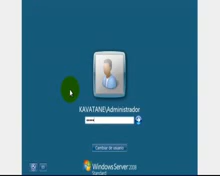 KAVATANE\Administrador
Cambiar de usuario
Windows Server 2008
Standard